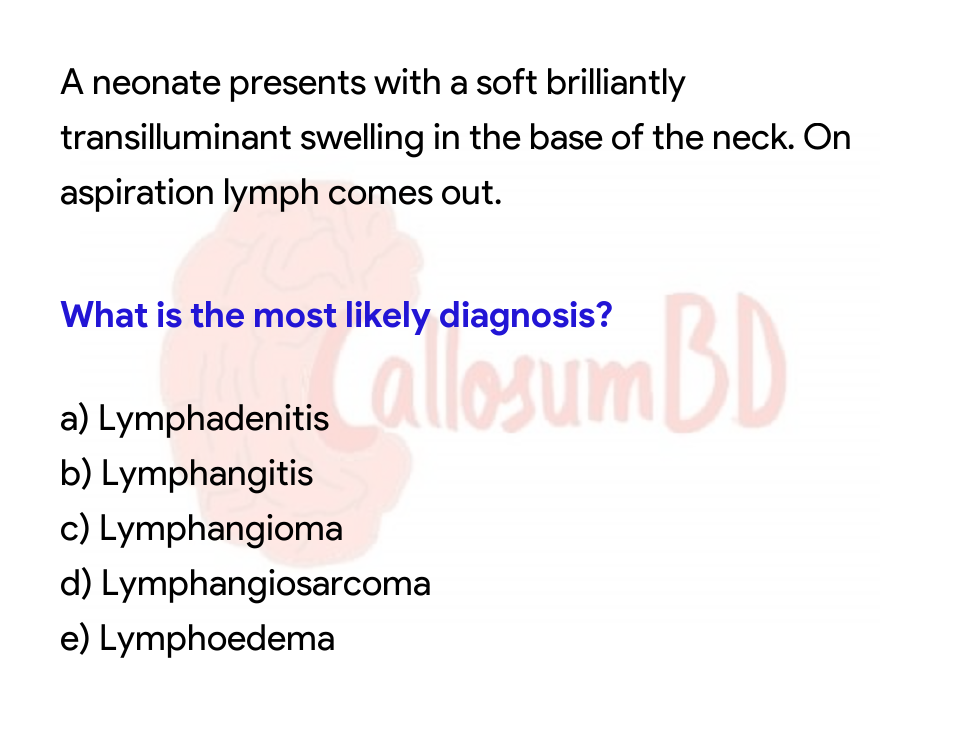 A neonate presents with a soft brilliantly
transilluminant swelling in the base of the neck. On
aspiration lymph comes out.
What is the most likely diagnosis?
CallosumBD
a) Lymphadenitis
b) Lymphangitis
c) Lymphangioma
d) Lymphangiosarcoma
e) Lymphoedema